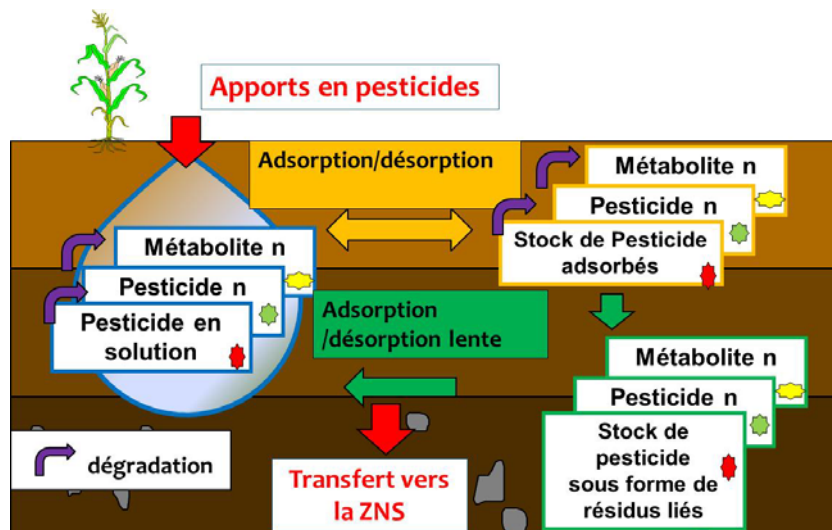 Apports en pesticides
Adsorption/désorption
Métabolite n
Pesticide n
Stock de Pesticide
adsorbés
Métabolite n
Pesticide n
Pesticide en
solution
Adsorption
/désorption lente
Métabolite n
Pesticide n
Stock de
pesticide
sous forme de
résidus liés
dégradation
Transfert vers
la ZNS